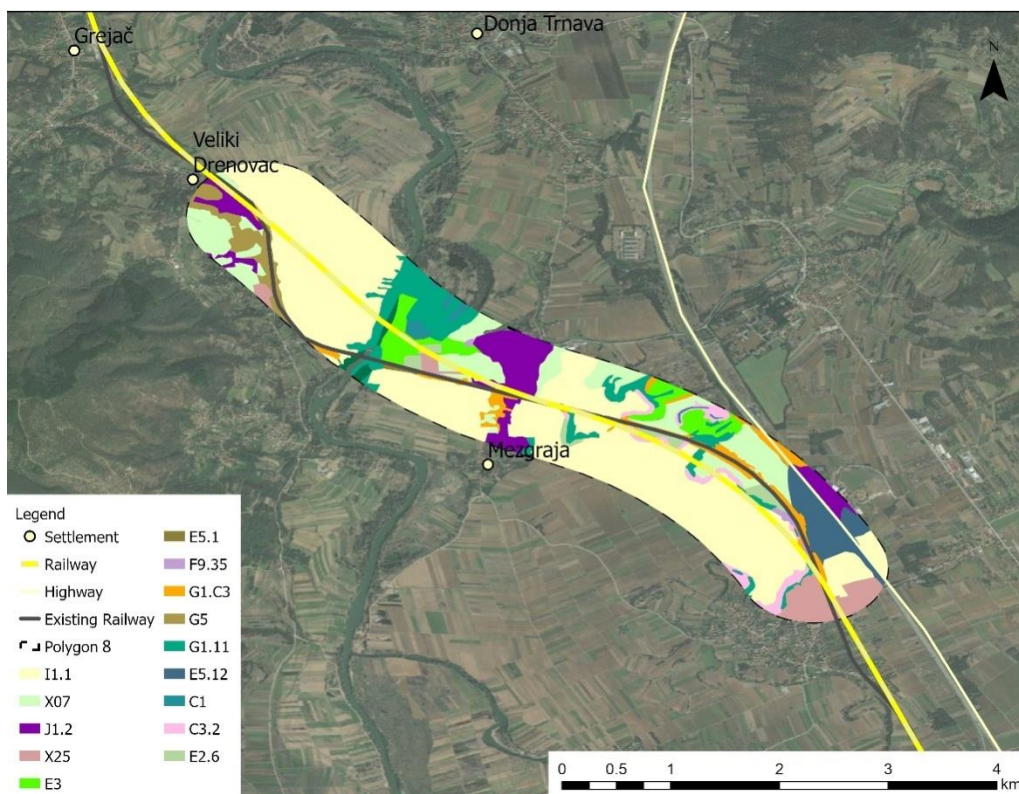 Grejač
Donja Trnava
N
Veliki
Drenovac
Mezgraja
Legend
Settlement
Railway
Highway
Existing Railway
Polygon 8
I1.1
X07
J1.2
X25
E3
E5.1
F9.35
G1.C3
G5
G1.11
E5.12
C1
C3.2
E2.6
0 0.5 1 2 3 4
km